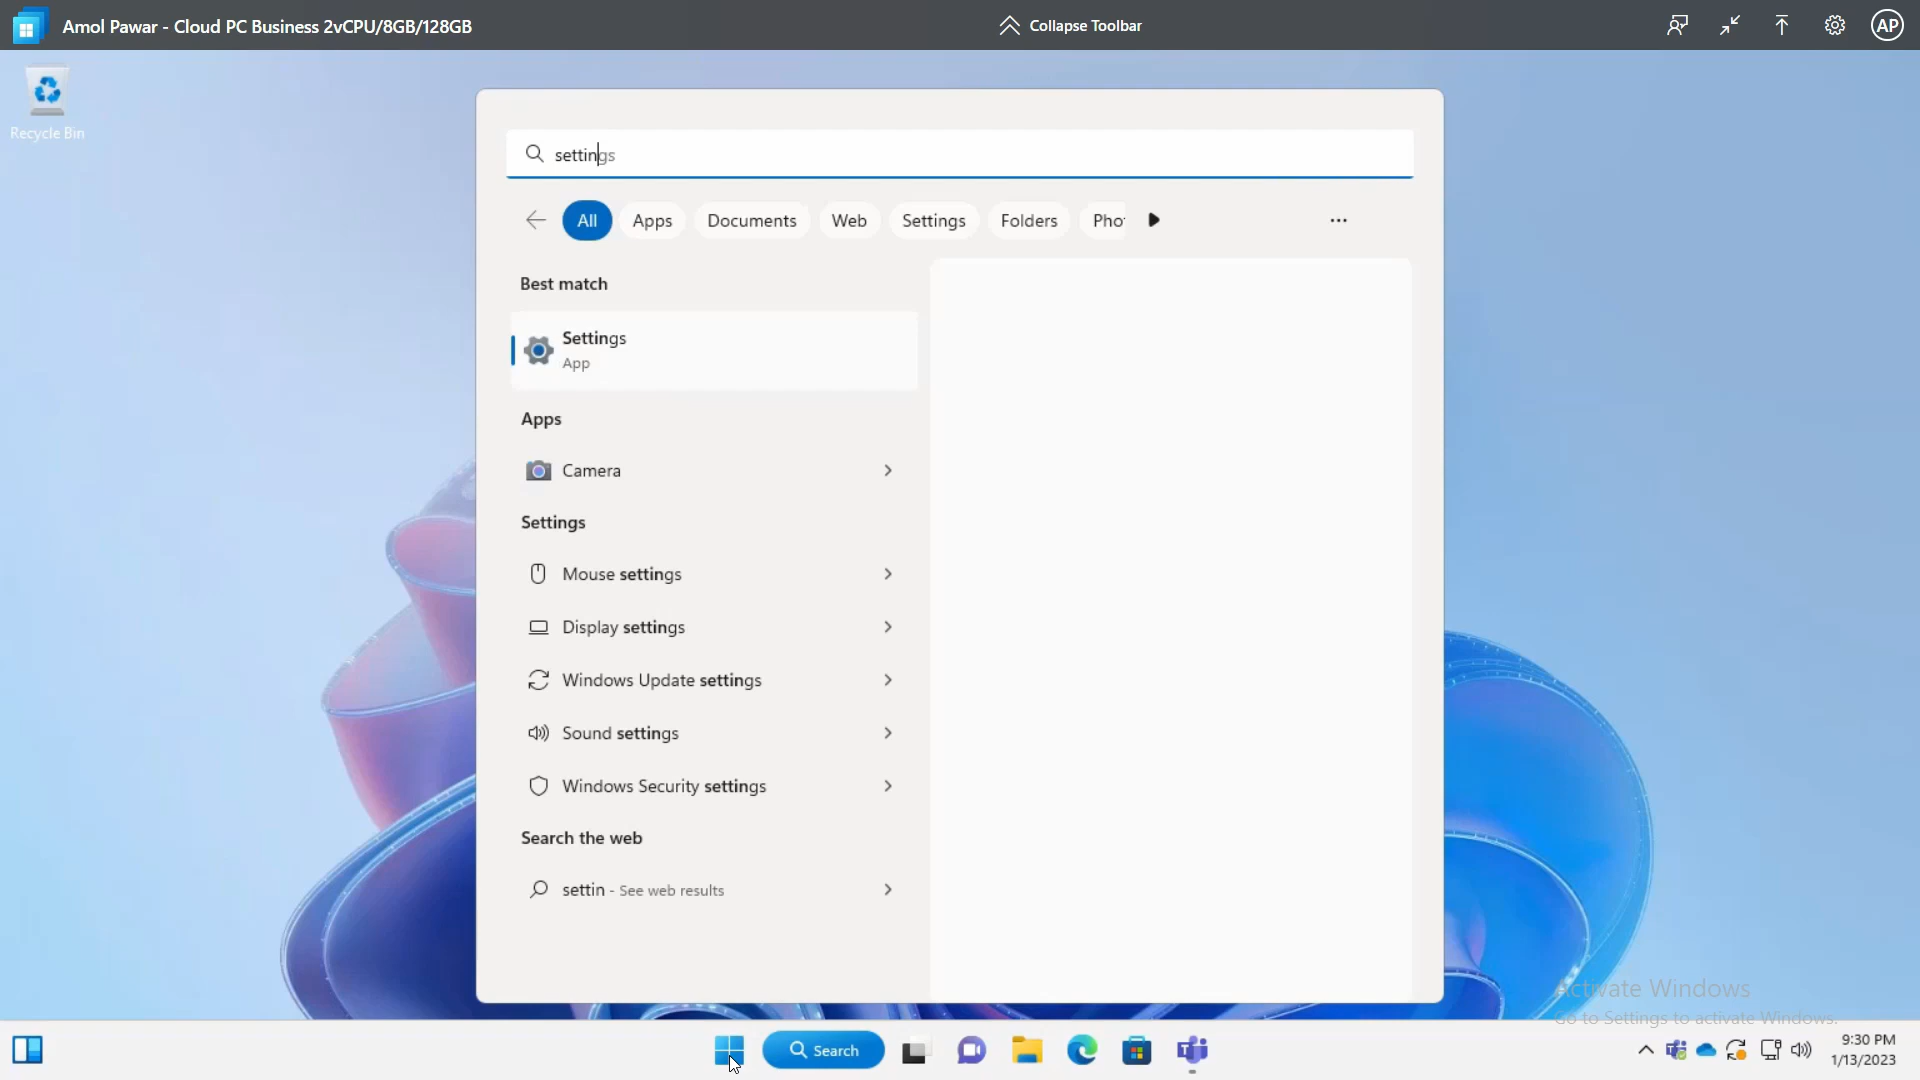 Amol Pawar - Cloud PC Business 2vCPU/8GB/128GB
Collapse Toolbar
AP
Recycle Bin
settings
All
Apps
Documents
Web
Settings
Folders
Pho
Best match
Settings
App
Apps
Camera
Settings
Mouse settings
Display settings
Windows Update settings
Sound settings
Windows Security settings
Search the web
settin - See web results
Activate Windows
Go to Settings to activate Windows.
Search
9:30 PM
1/13/2023